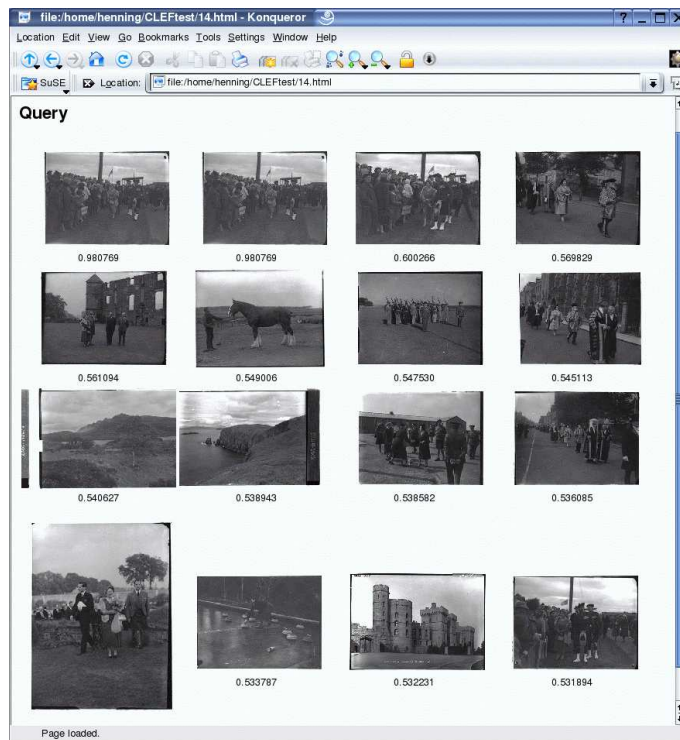 file:/home/henning/CLEFtest/14.html - Konqueror
Location Edit View Go Bookmarks Tools Settings Window Help
SuSE Location: file:/home/henning/CLEFtest/14.html
Query
0.980769 0.980769 0.600266 0.569829
0.561094 0.549006 0.547530 0.545113
0.540627 0.538943 0.538582 0.536085
0.533787 0.532231 0.531894
Page loaded.